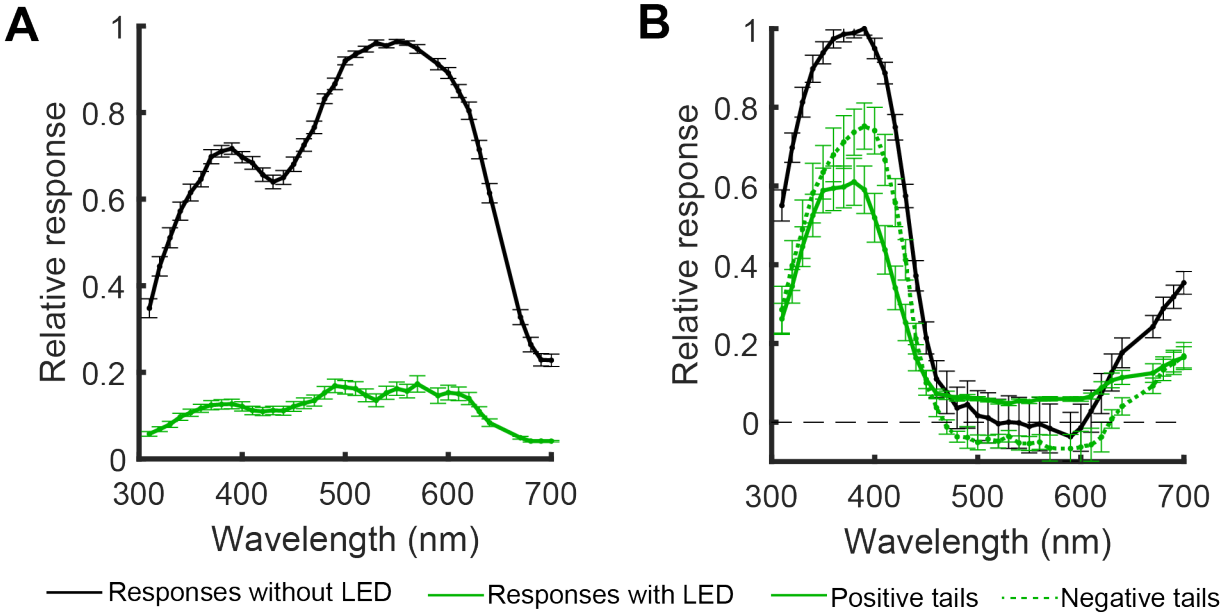 A
B
1
0.8
0.6
0.4
0.2
0
300
400
500
600
700
Relative response
Wavelength (nm)
1
0.8
0.6
0.4
0.2
0
300
400
500
600
700
Relative response
Wavelength (nm)
Responses without LED
Responses with LED
Positive tails
Negative tails